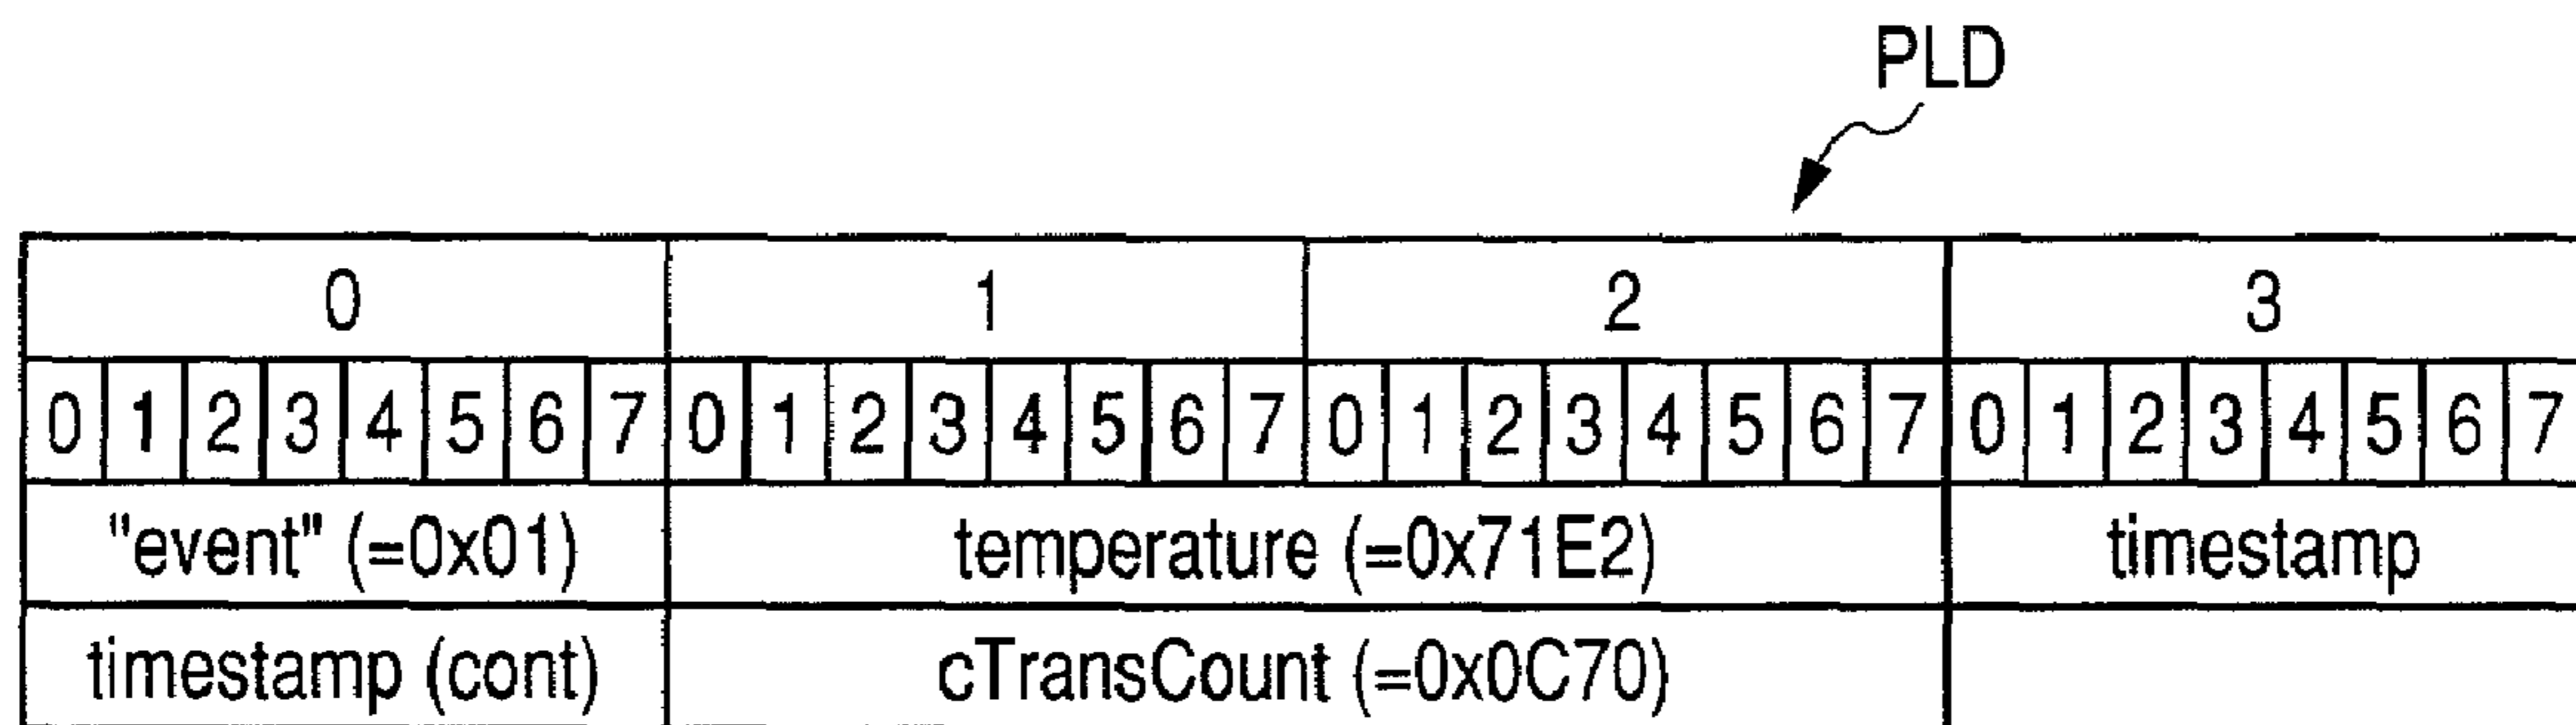 PLD
0 1 2 3
0 1 2 3 4 5 6 7 0 1 2 3 4 5 6 7 0 1 2 3 4 5 6 7 0 1 2 3 4 5 6 7
"event" (=0x01) temperature (=0x71E2) timestamp
timestamp (cont) cTransCount (=0x0C70)